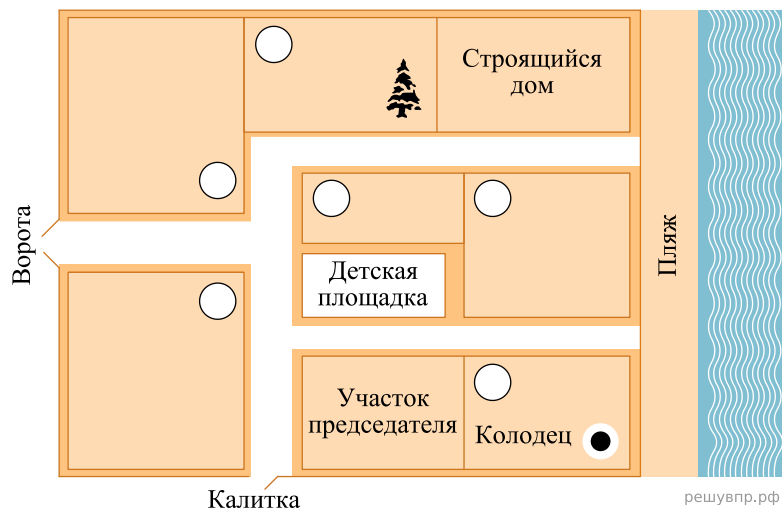 Строящийся
дом
Ворота
Пляж
Детская
площадка
Участок
председателя
Колодец
Калитка
решувпр.рф